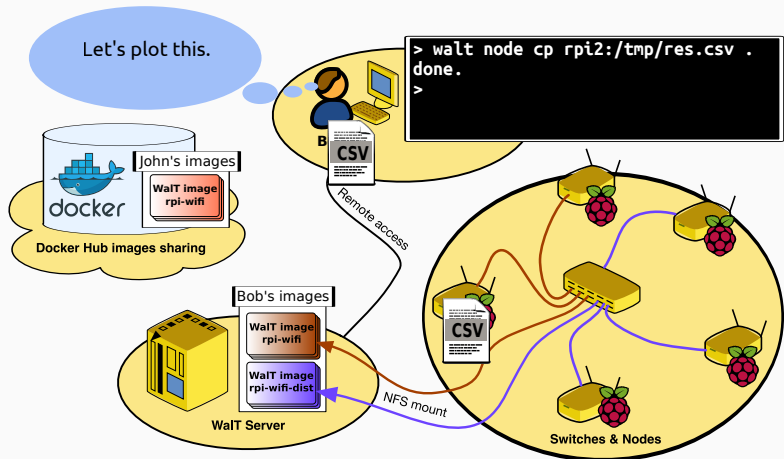 Let's plot this.
> walt node cp rpi2:/tmp/res.csv .
done.
>
B
CSV
John's images
WalT image
rpi-wifi
docker
Docker Hub images sharing
Remote access
Bob's images
WalT image
rpi-wifi
WalT image
rpi-wifi-dist
WalT Server
NFS mount
CSV
Switches & Nodes